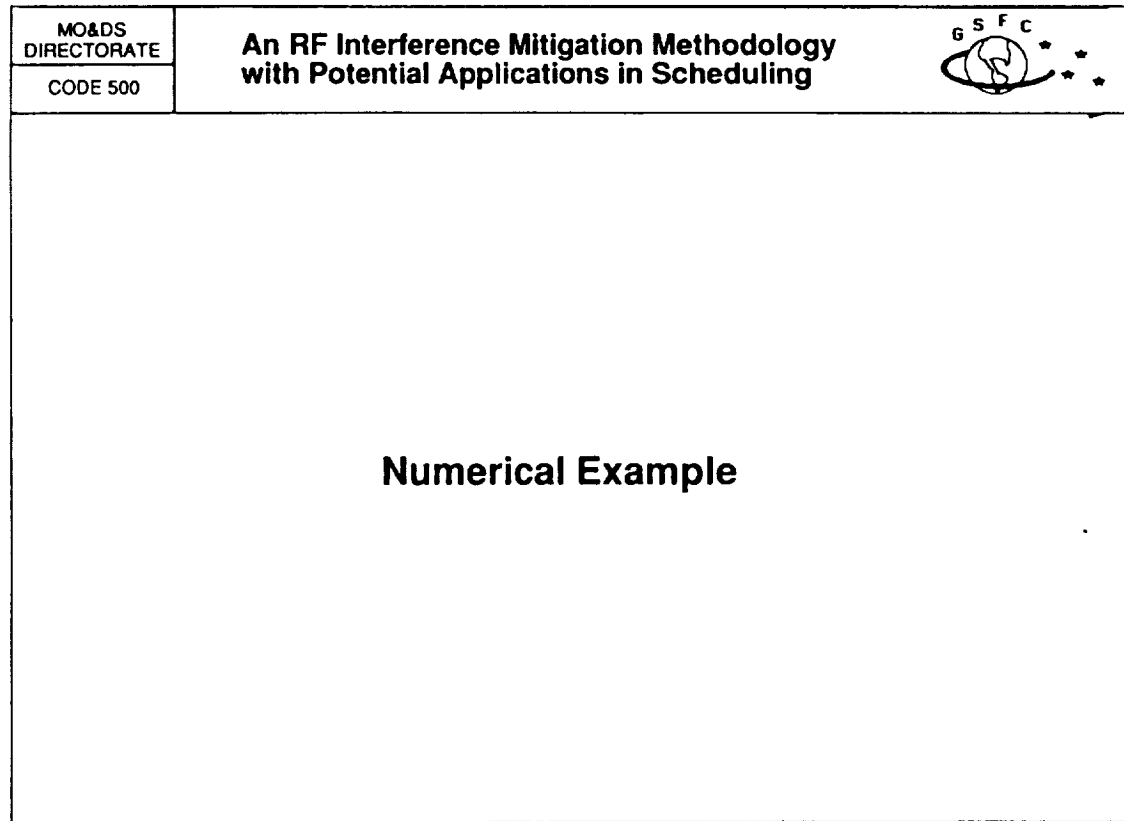 MO&DS
DIRECTORATE
CODE 500
An RF Interference Mitigation Methodology
with Potential Applications in Scheduling
G S F C
Numerical Example